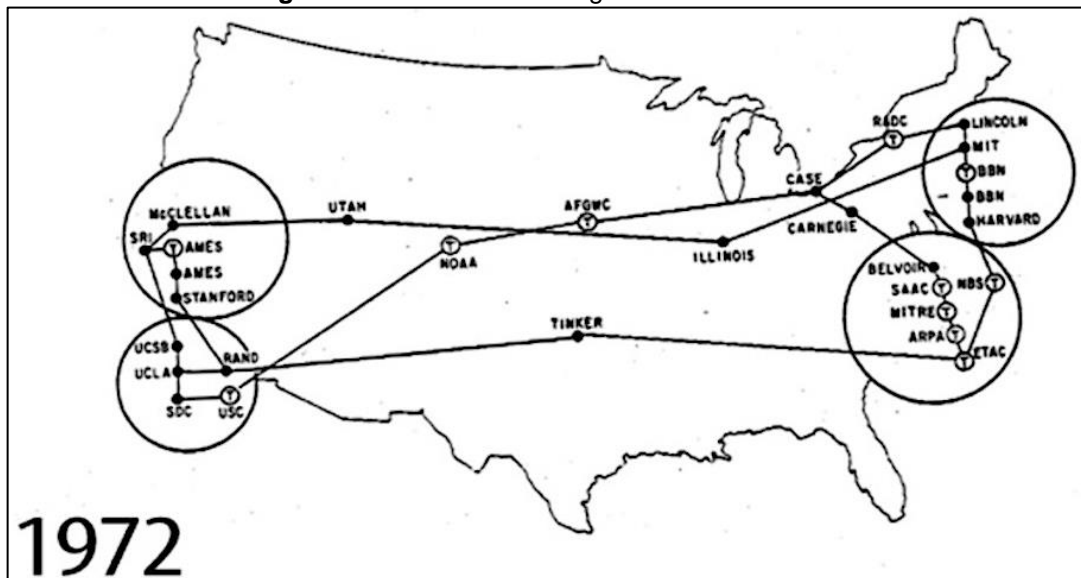 RADC
LINCOLN
MIT
T
BBN
BBN
HARVARD
CASE
CARNEGIE
McCLELLAN
UTAH
AFGWC
T
SRI
T
AMES
AMES
STANFORD
T
NOAA
ILLINOIS
BELVOIR
SAAC
T
NBS
T
MITRE
T
ARPA
T
ETAC
T
TINKER
UCSB
RAND
UCLA
SDC
T
USC
T
1972